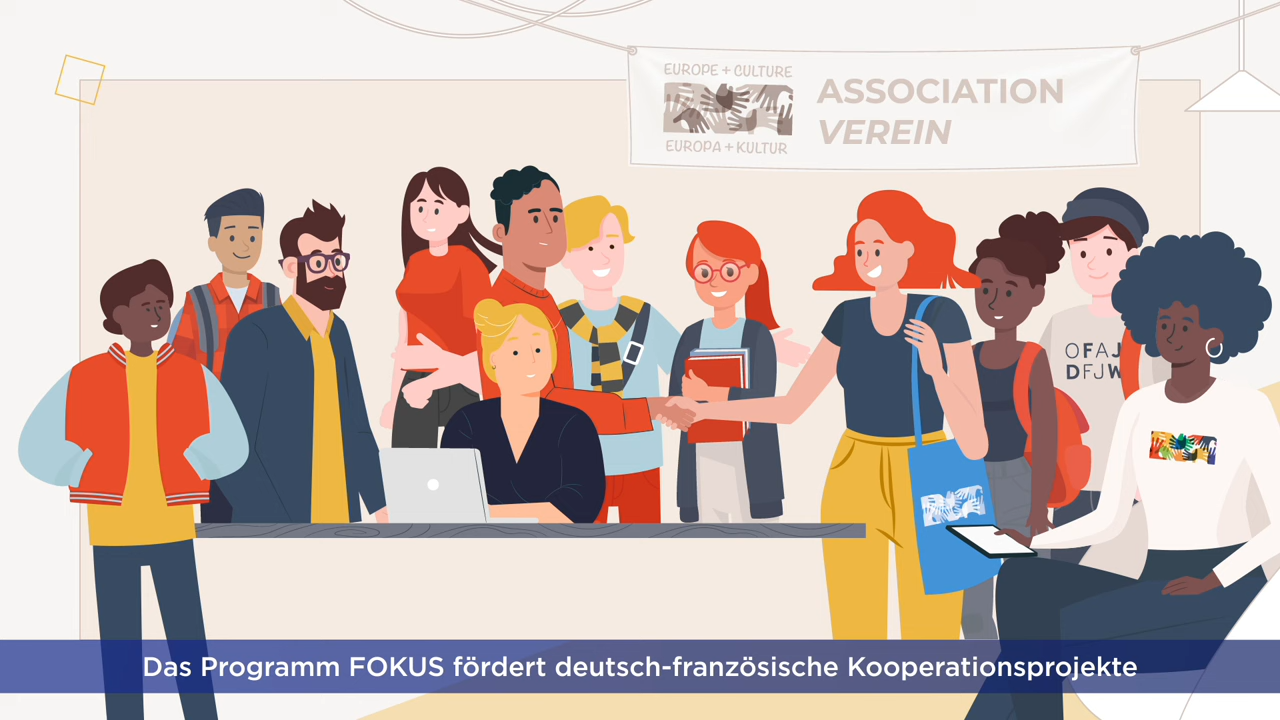 EUROPE + CULTURE
EUROPA + KULTUR
ASSOCIATION
VEREIN
OFAJ
DFJW
Das Programm FOKUS fördert deutsch-französische Kooperationsprojekte